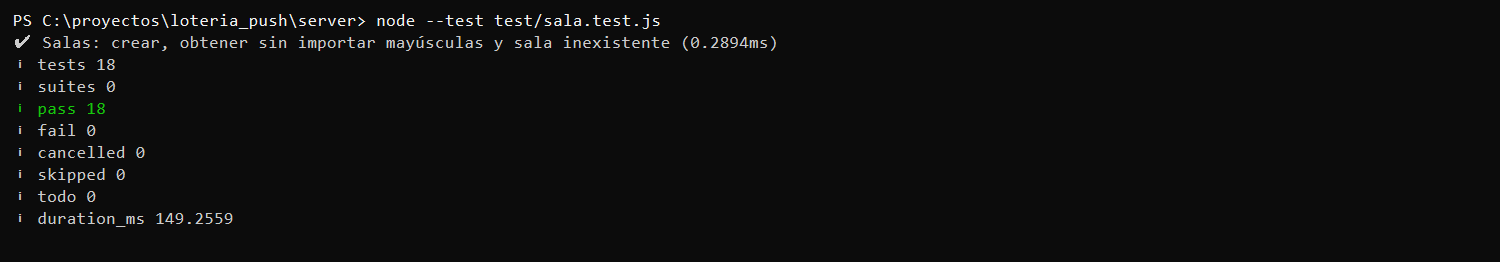 PS C:\proyectos\loteria_push\server> node --test test/sala.test.js
✔ Salas: crear, obtener sin importar mayúsculas y sala inexistente (0.2894ms)
ℹ tests 18
ℹ suites 0
ℹ pass 18
ℹ fail 0
ℹ cancelled 0
ℹ skipped 0
ℹ todo 0
ℹ duration_ms 149.2559